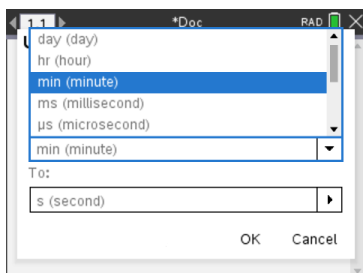 1.1 *Doc RAD
day (day)
hr (hour)
min (minute)
ms (millisecond)
µs (microsecond)
min (minute)
To:
s (second)
OK Cancel